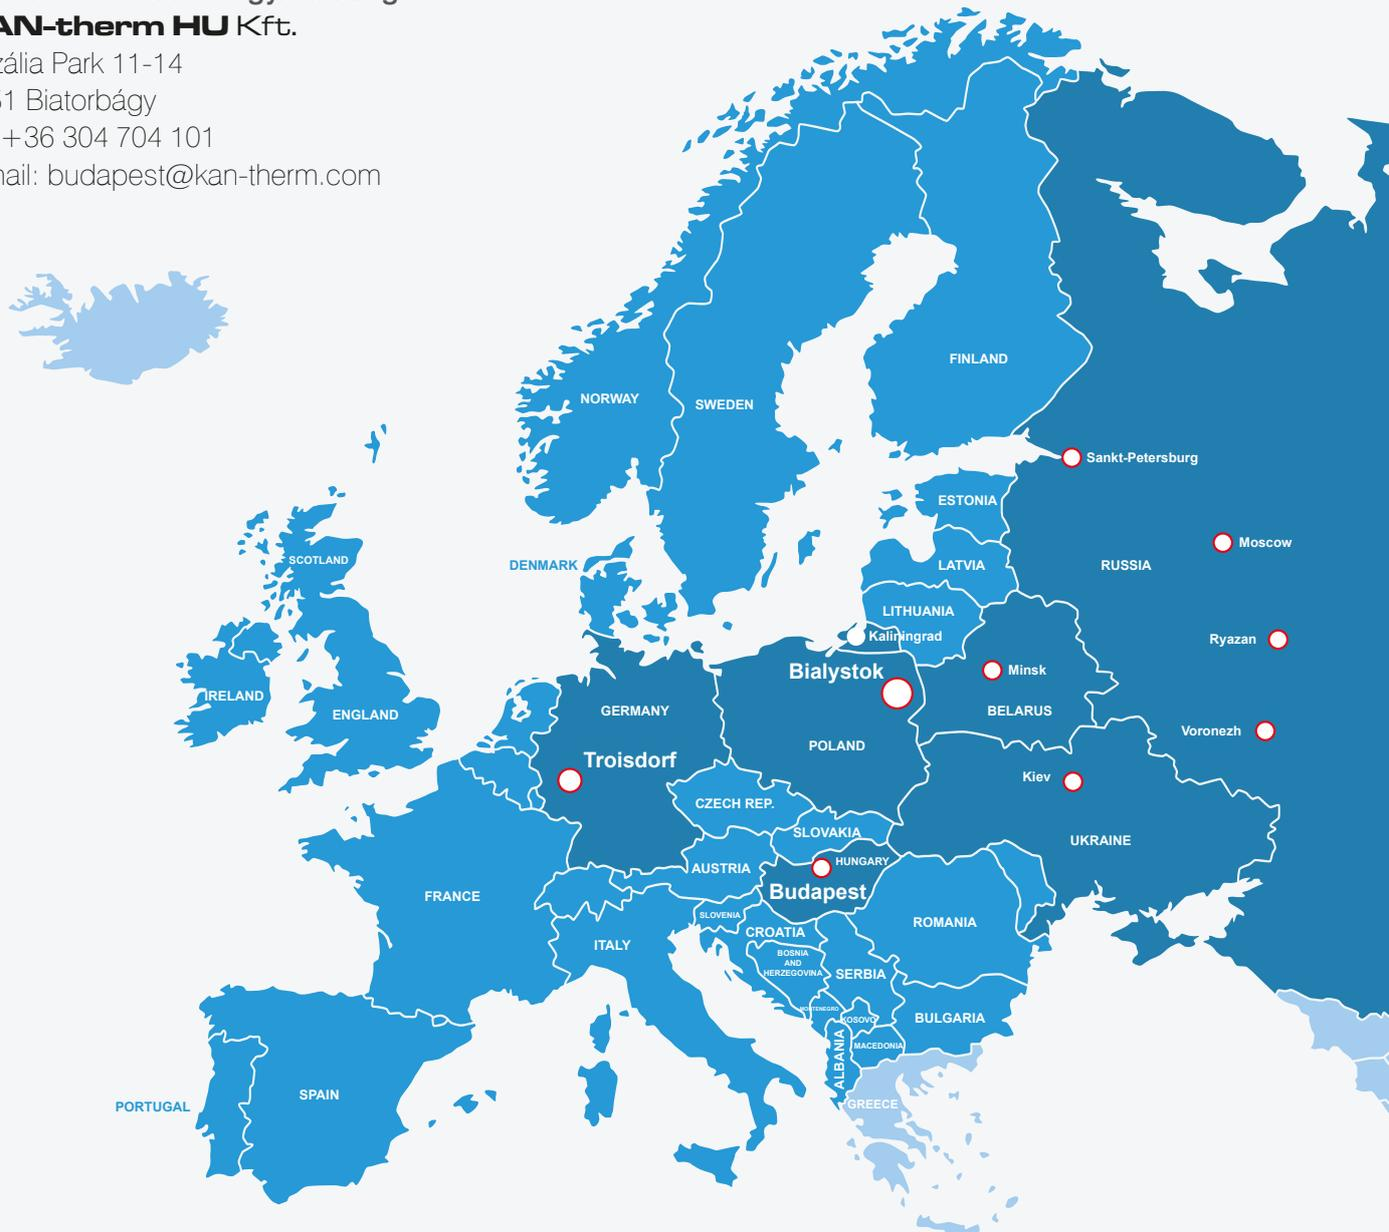 AN-therm HU Kft.
zália Park 11-14
51 Biatorbágy
+36 304 704 101
mail: budapest@kan-therm.com
NORWAY
SWEDEN
FINLAND
Sankt-Petersburg
ESTONIA
Moscow
SCOTLAND
DENMARK
LATVIA
RUSSIA
LITHUANIA
Kaliningrad
Ryazan
Bialystok
Minsk
IRELAND
ENGLAND
GERMANY
BELARUS
Voronezh
POLAND
Troisdorf
Kiev
CZECH REP.
SLOVAKIA
UKRAINE
HUNGARY
AUSTRIA
Budapest
FRANCE
SLOVENIA
ROMANIA
CROATIA
ITALY
BOSNIA
AND
HERZEGOVINA
SERBIA
MONTENEGRO
KOSOVO
BULGARIA
MACEDONIA
ALBANIA
SPAIN
PORTUGAL
GREECE